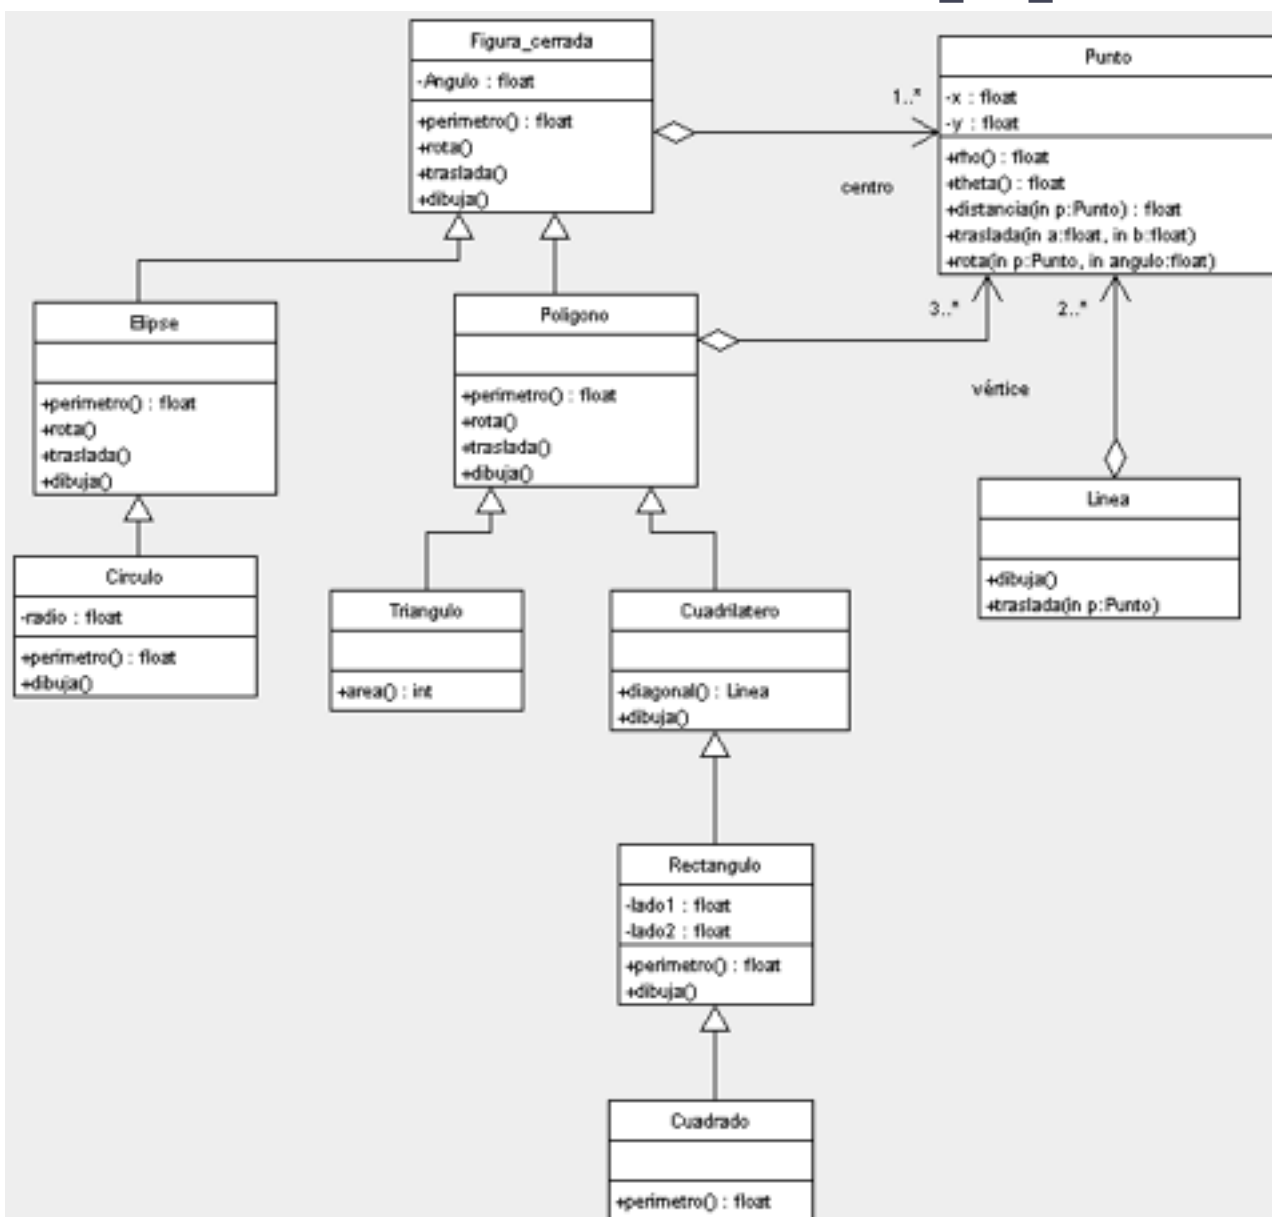 Figura_cerrada
-Angulo : float
+perimetro() : float
+rota()
+traslada()
+dibuja()
1..*
centro
Punto
-x : float
-y : float
+rho() : float
+theta() : float
+distancia(in p:Punto) : float
+traslada(in a:float, in b:float)
+rota(in p:Punto, in angulo:float)
Elipse
+perimetro() : float
+rota()
+traslada()
+dibuja()
Poligono
+perimetro() : float
+rota()
+traslada()
+dibuja()
3..*
2..*
vértice
Linea
+dibuja()
+traslada(in p:Punto)
Circulo
-radio : float
+perimetro() : float
+dibuja()
Triangulo
+area() : int
Cuadrilatero
+diagonal() : Linea
+dibuja()
Rectangulo
-lado1 : float
-lado2 : float
+perimetro() : float
+dibuja()
Cuadrado
+perimetro() : float